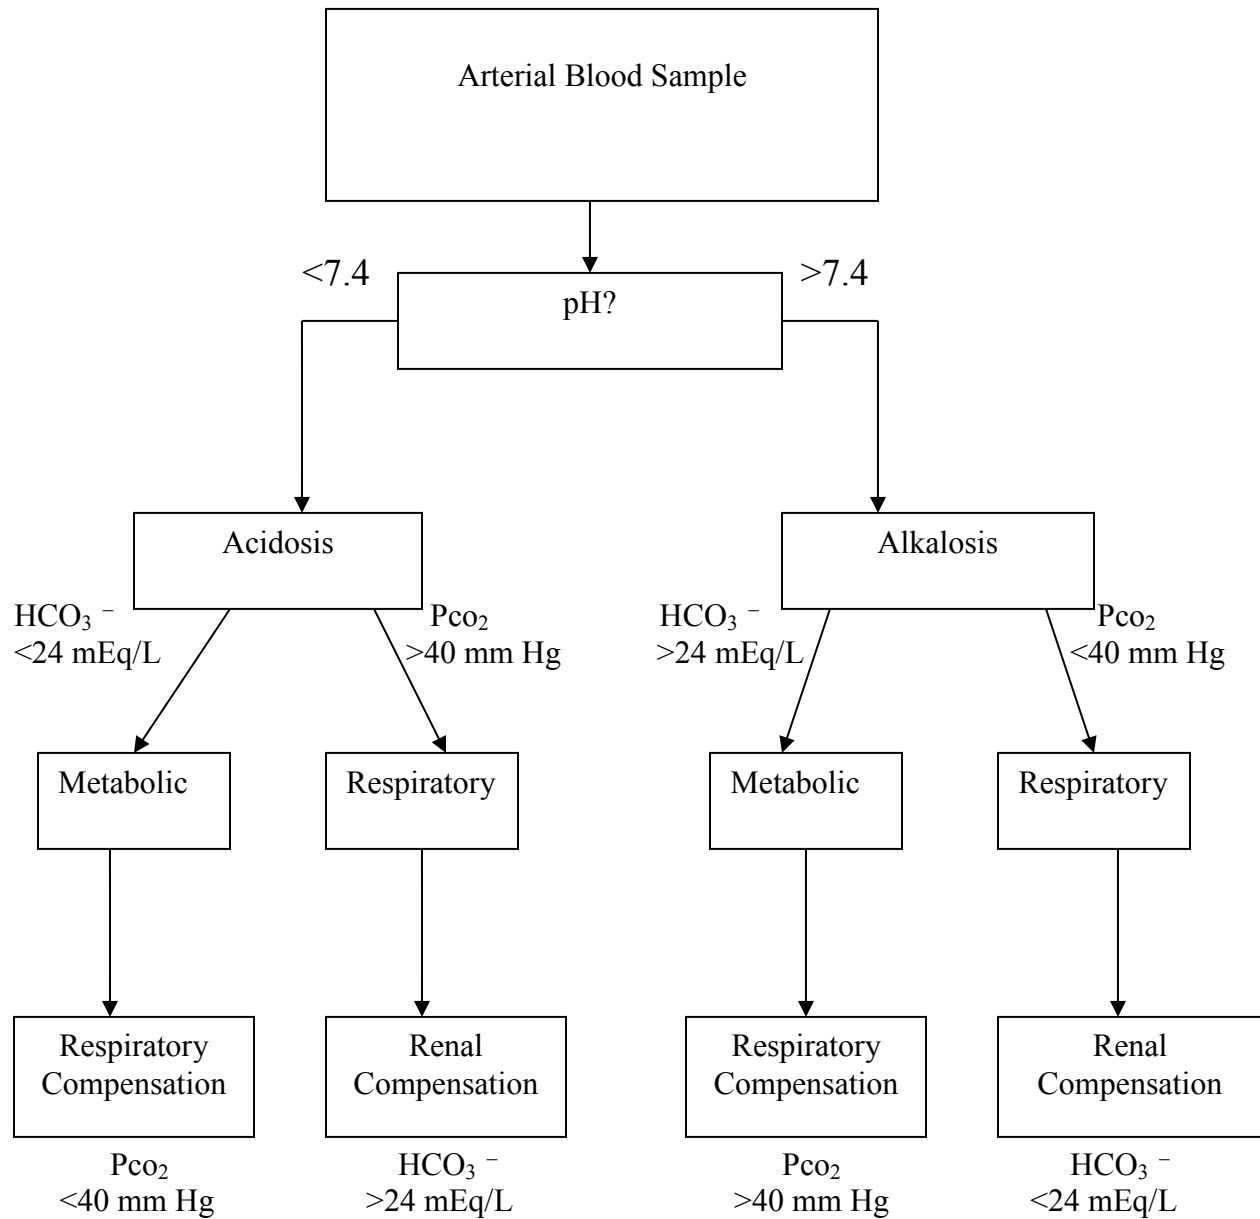 Arterial Blood Sample
<7.4
>7.4
pH?
Acidosis
Alkalosis
HCO₃ ⁻
<24 mEq/L
Pco₂
>40 mm Hg
HCO₃ ⁻
>24 mEq/L
Pco₂
<40 mm Hg
Metabolic
Respiratory
Metabolic
Respiratory
Respiratory
Compensation
Renal
Compensation
Respiratory
Compensation
Renal
Compensation
Pco₂
<40 mm Hg
HCO₃ ⁻
>24 mEq/L
Pco₂
>40 mm Hg
HCO₃ ⁻
<24 mEq/L